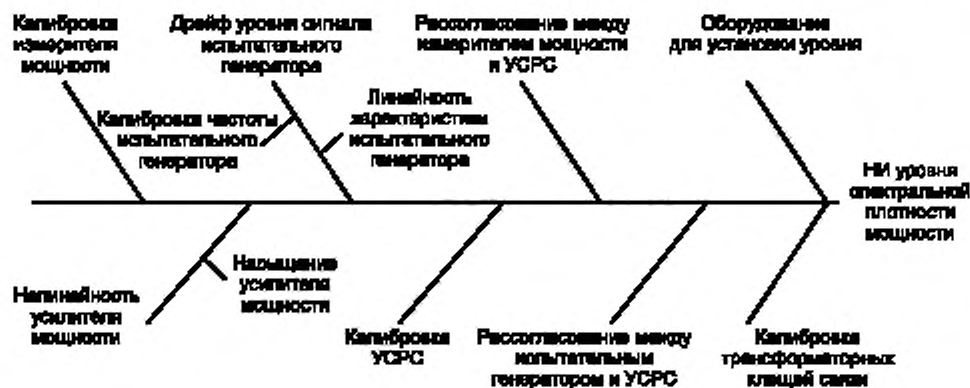 Калибровка
измерителя
мощности
Дрейф уровня сигнала
испытательного
генератора
Рассогласование между
измерителем мощности
и УСРС
Оборудование
для установки уровня
Калибровка частоты
испытательного
генератора
Линейность
характеристик
испытательного
генератора
НИ уровня
спектральной
плотности
мощности
Нелинейность
усилителя
мощности
Насыщение
усилителя
мощности
Калибровка
УСРС
Рассогласование между
испытательным
генератором и УСРС
Калибровка
трансформаторных
клещей связи